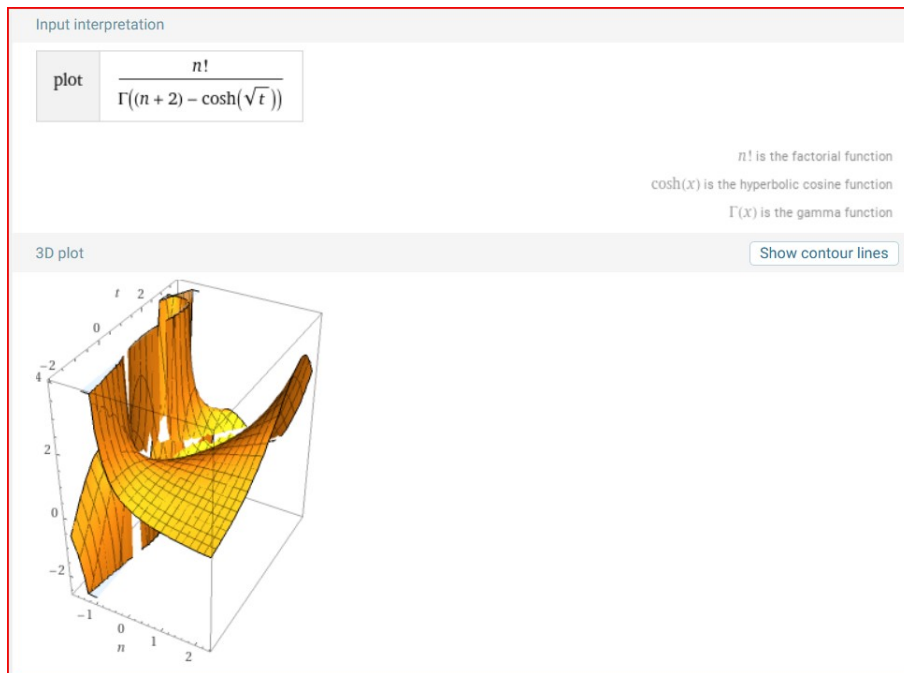 Input interpretation
plot n! / Γ((n + 2) − cosh(√t))
n! is the factorial function
cosh(x) is the hyperbolic cosine function
Γ(x) is the gamma function
3D plot Show contour lines
t 2
0
−2
4
2
0
−2
−1
0
n 1
2